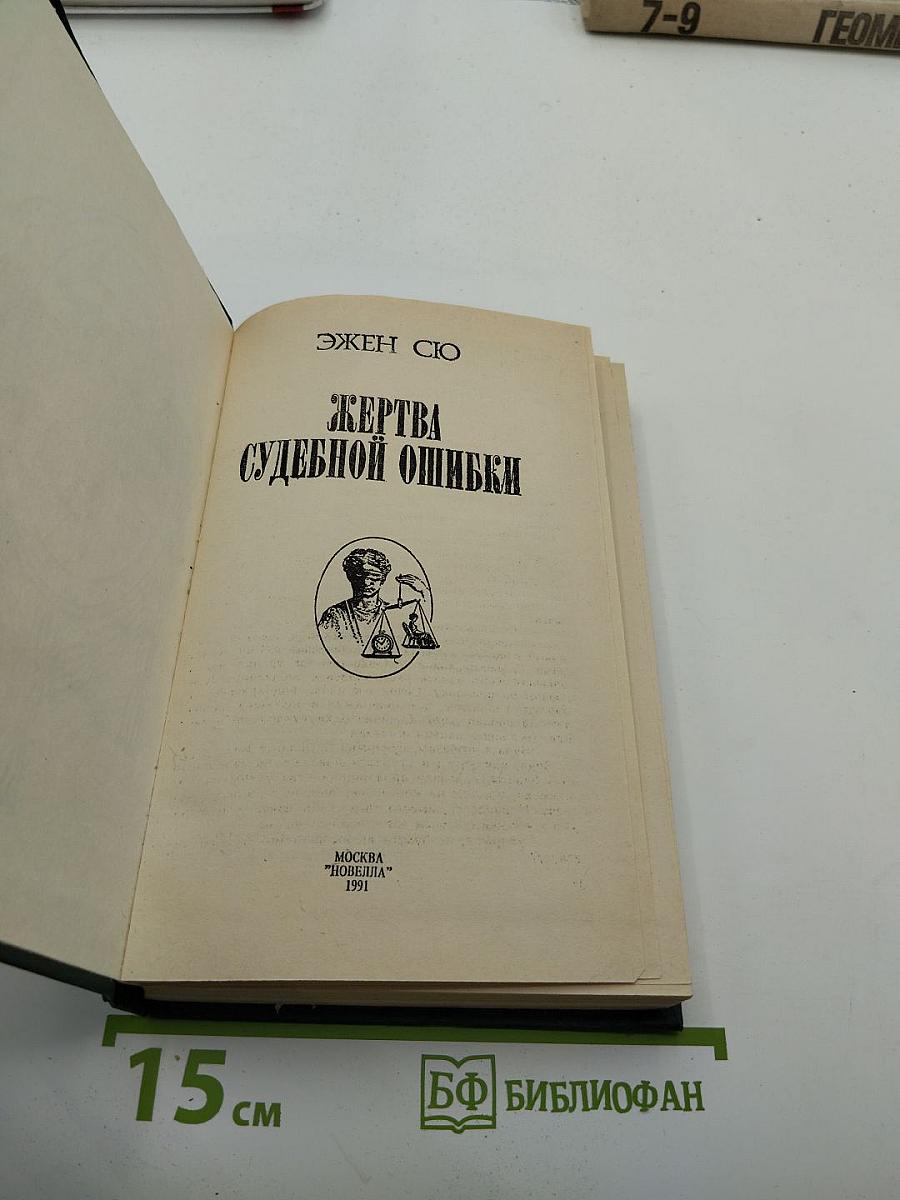 7-9 ГЕОМ
ЭЖЕН СЮ
ЖЕРТВА
СУДЕБНОЙ ОШИБКИ
МОСКВА
"НОВЕЛЛА"
1991
15 см
БФ БИБЛИОФАН